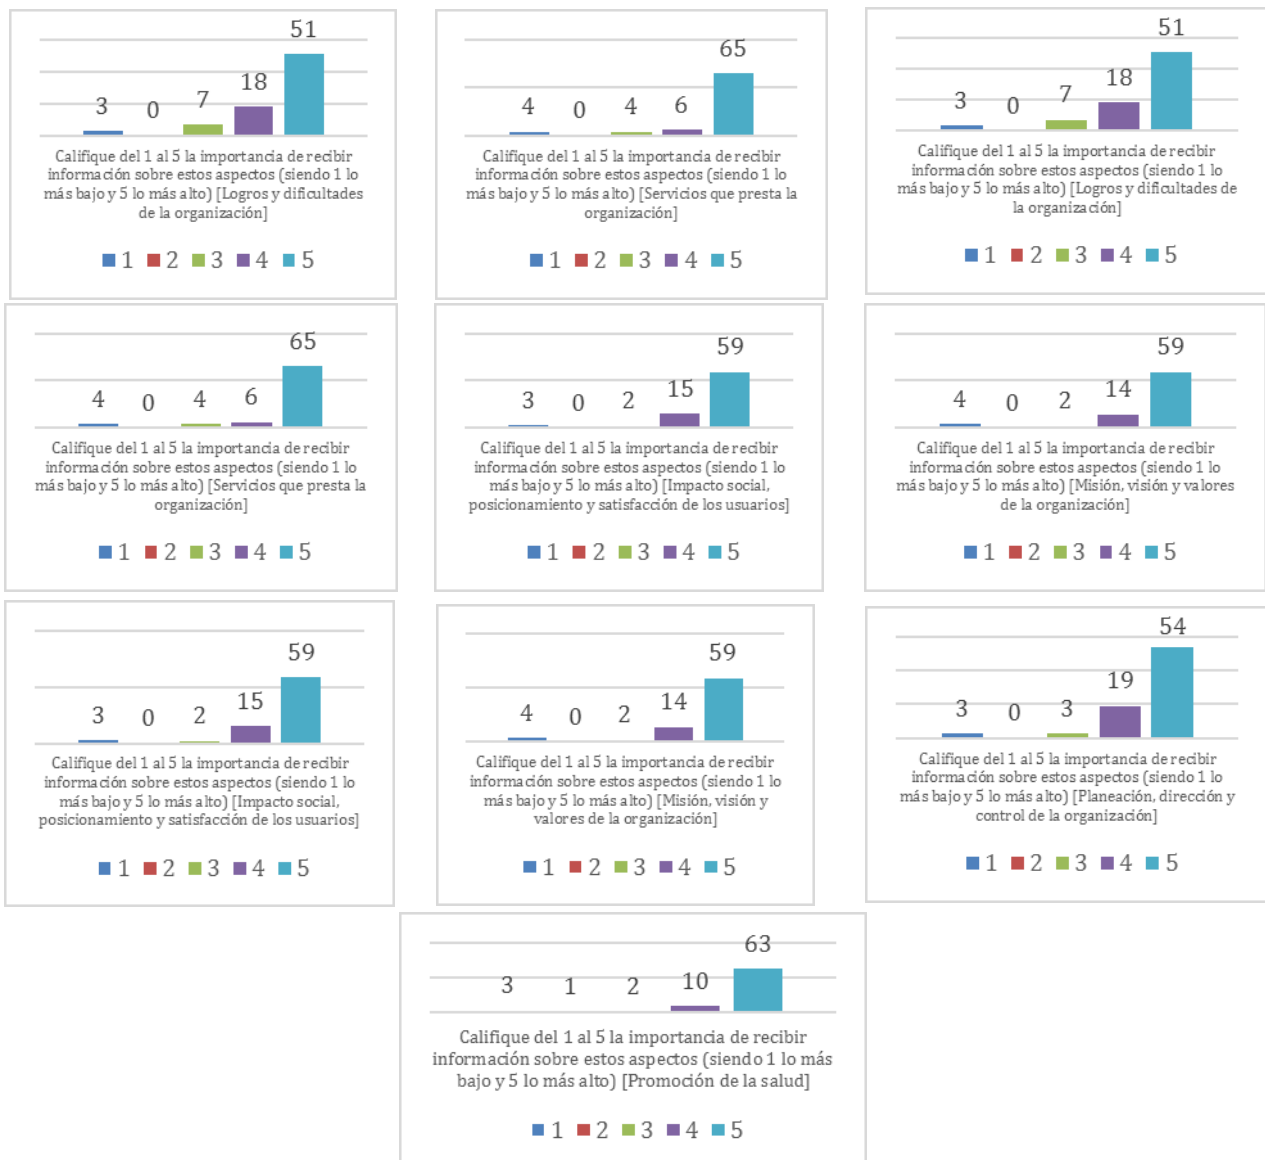 3 0 7 18 51
Califique del 1 al 5 la importancia de recibir
información sobre estos aspectos (siendo 1 lo
más bajo y 5 lo más alto) [Logros y dificultades
de la organización]
1 2 3 4 5
4 0 4 6 65
Califique del 1 al 5 la importancia de recibir
información sobre estos aspectos (siendo 1 lo
más bajo y 5 lo más alto) [Servicios que presta la
organización]
1 2 3 4 5
3 0 7 18 51
Califique del 1 al 5 la importancia de recibir
información sobre estos aspectos (siendo 1 lo
más bajo y 5 lo más alto) [Logros y dificultades de
la organización]
1 2 3 4 5
4 0 4 6 65
Califique del 1 al 5 la importancia de recibir
información sobre estos aspectos (siendo 1 lo
más bajo y 5 lo más alto) [Servicios que presta la
organización]
1 2 3 4 5
3 0 2 15 59
Califique del 1 al 5 la importancia de recibir
información sobre estos aspectos (siendo 1 lo
más bajo y 5 lo más alto) [Impacto social,
posicionamiento y satisfacción de los usuarios]
1 2 3 4 5
4 0 2 14 59
Califique del 1 al 5 la importancia de recibir
información sobre estos aspectos (siendo 1 lo
más bajo y 5 lo más alto) [Misión, visión y valores
de la organización]
1 2 3 4 5
3 0 2 15 59
Califique del 1 al 5 la importancia de recibir
información sobre estos aspectos (siendo 1 lo
más bajo y 5 lo más alto) [Impacto social,
posicionamiento y satisfacción de los usuarios]
1 2 3 4 5
4 0 2 14 59
Califique del 1 al 5 la importancia de recibir
información sobre estos aspectos (siendo 1 lo
más bajo y 5 lo más alto) [Misión, visión y
valores de la organización]
1 2 3 4 5
3 0 3 19 54
Califique del 1 al 5 la importancia de recibir
información sobre estos aspectos (siendo 1 lo
más bajo y 5 lo más alto) [Planeación, dirección y
control de la organización]
1 2 3 4 5
3 1 2 10 63
Califique del 1 al 5 la importancia de recibir
información sobre estos aspectos (siendo 1 lo más
bajo y 5 lo más alto) [Promoción de la salud]
1 2 3 4 5